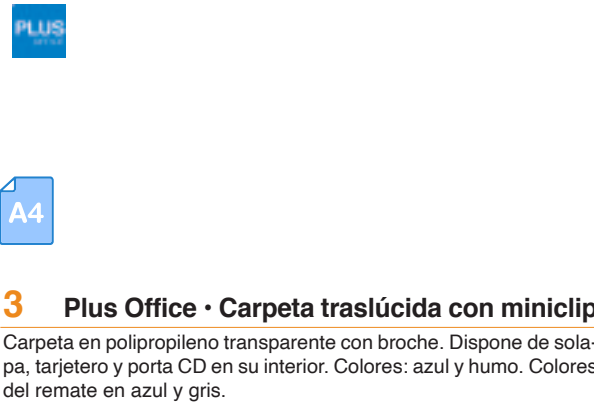 PLUS
A4
3 Plus Office • Carpeta traslúcida con miniclip
Carpeta en polipropileno transparente con broche. Dispone de sola-
pa, tarjetero y porta CD en su interior. Colores: azul y humo. Colores
del remate en azul y gris.